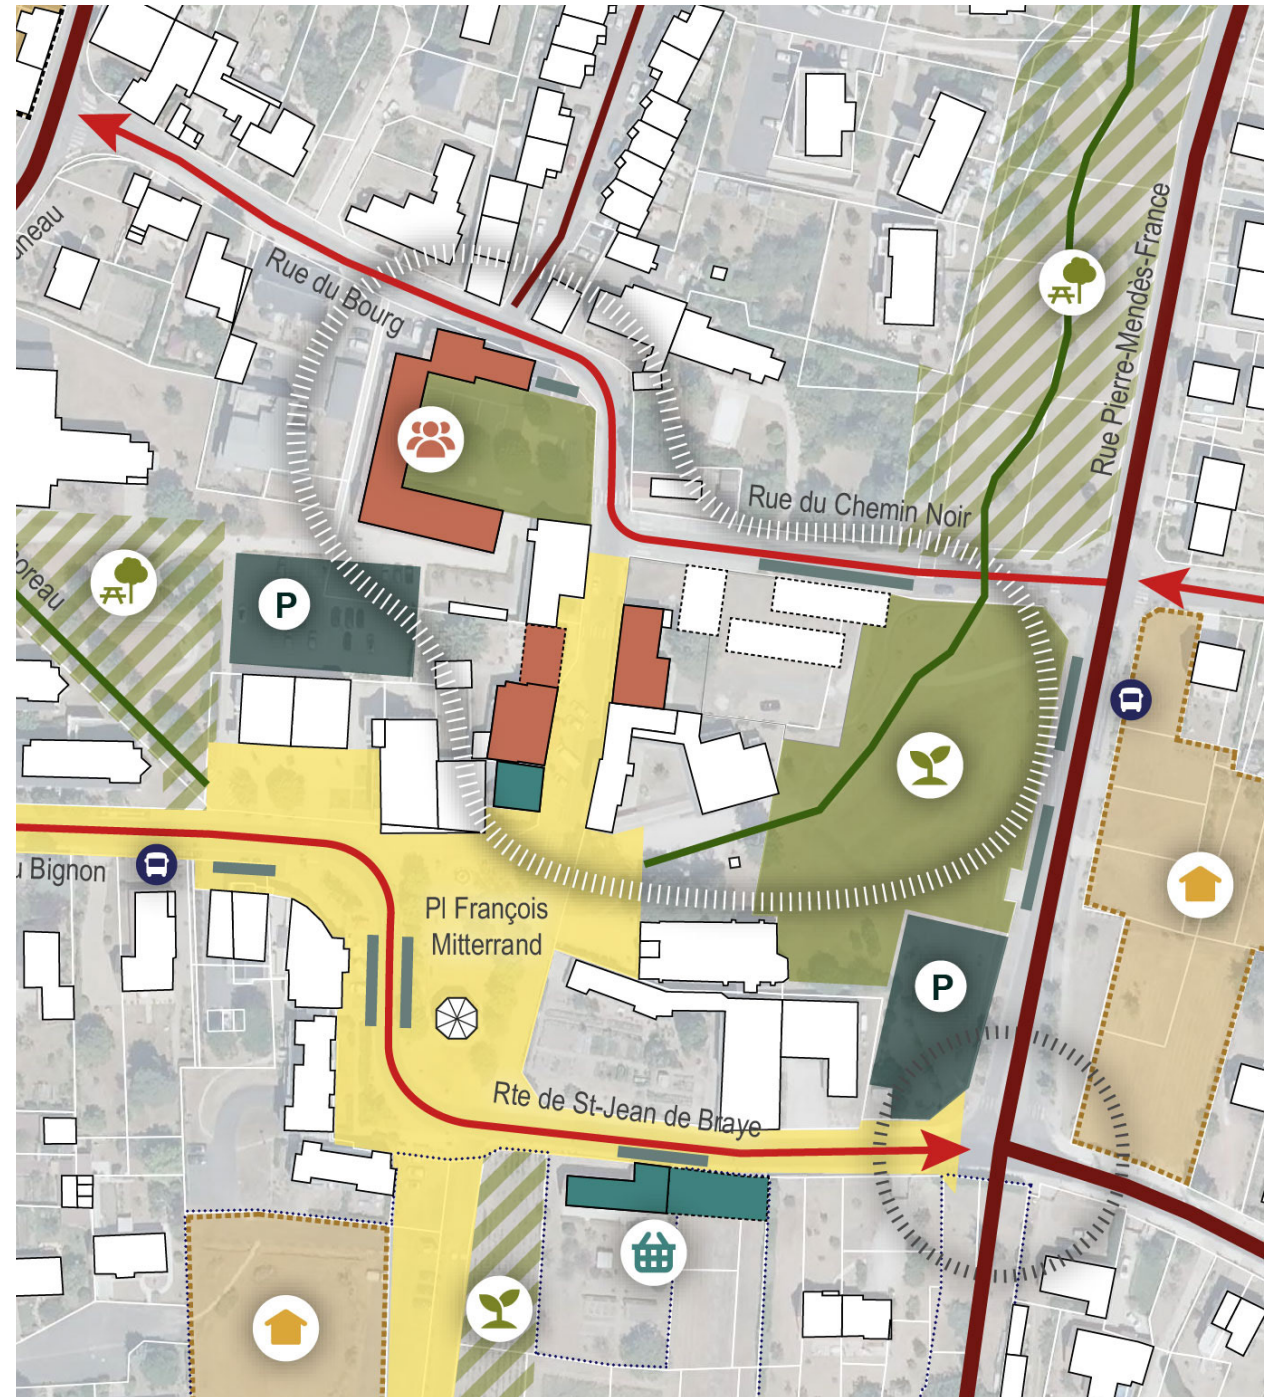 Rue du Bourg
Rue Pierre-Mendès-France
Rue du Chemin Noir
P
u Bignon
Pl François
Mitterrand
P
Rte de St-Jean de Braye